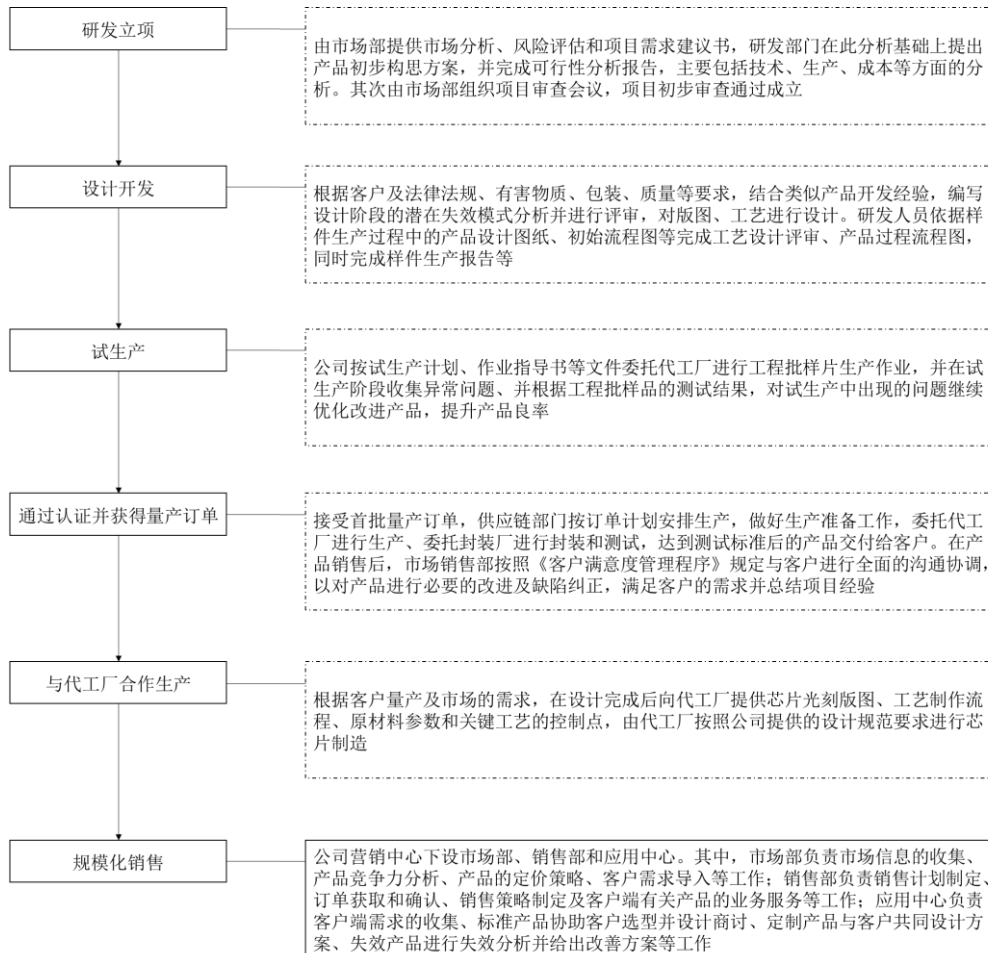 研发立项
由市场部提供市场分析、风险评估和项目需求建议书，研发部门在此分析基础上提出
产品初步构思方案，并完成可行性分析报告，主要包括技术、生产、成本等方面的分
析。其次由市场部组织项目审查会议，项目初步审查通过成立
设计开发
根据客户及法律法规、有害物质、包装、质量等要求，结合类似产品开发经验，编写
设计阶段的潜在失效模式分析并进行评审，对版图、工艺进行设计。研发人员依据样
件生产过程中的产品设计图纸、初始流程图等完成工艺设计评审、产品过程流程图，
同时完成样件生产报告等
试生产
公司按试生产计划、作业指导书等文件委托代工厂进行工程批样片生产作业，并在试
生产阶段收集异常问题、并根据工程批样品的测试结果，对试生产中出现的问题继续
优化改进产品，提升产品良率
通过认证并获得量产订单
接受首批量产订单，供应链部门按订单计划安排生产，做好生产准备工作，委托代工
厂进行生产、委托封装厂进行封装和测试，达到测试标准后的产品交付给客户。在产
品销售后，市场销售部按照《客户满意度管理程序》规定与客户进行全面的沟通协调，
以对产品进行必要的改进及缺陷纠正，满足客户的需求并总结项目经验
与代工厂合作生产
根据客户量产及市场的需求，在设计完成后向代工厂提供芯片光刻版图、工艺制作流
程、原材料参数和关键工艺的控制点，由代工厂按照公司提供的设计规范要求进行芯
片制造
规模化销售
公司营销中心下设市场部、销售部和应用中心。其中，市场部负责市场信息的收集、
产品竞争力分析、产品的定价策略、客户需求导入等工作；销售部负责销售计划制定、
订单获取和确认、销售策略制定及客户端有关产品的业务服务等工作；应用中心负责
客户端需求的收集、标准产品协助客户选型并设计商讨、定制产品与客户共同设计方
案、失效产品进行失效分析并给出改善方案等工作